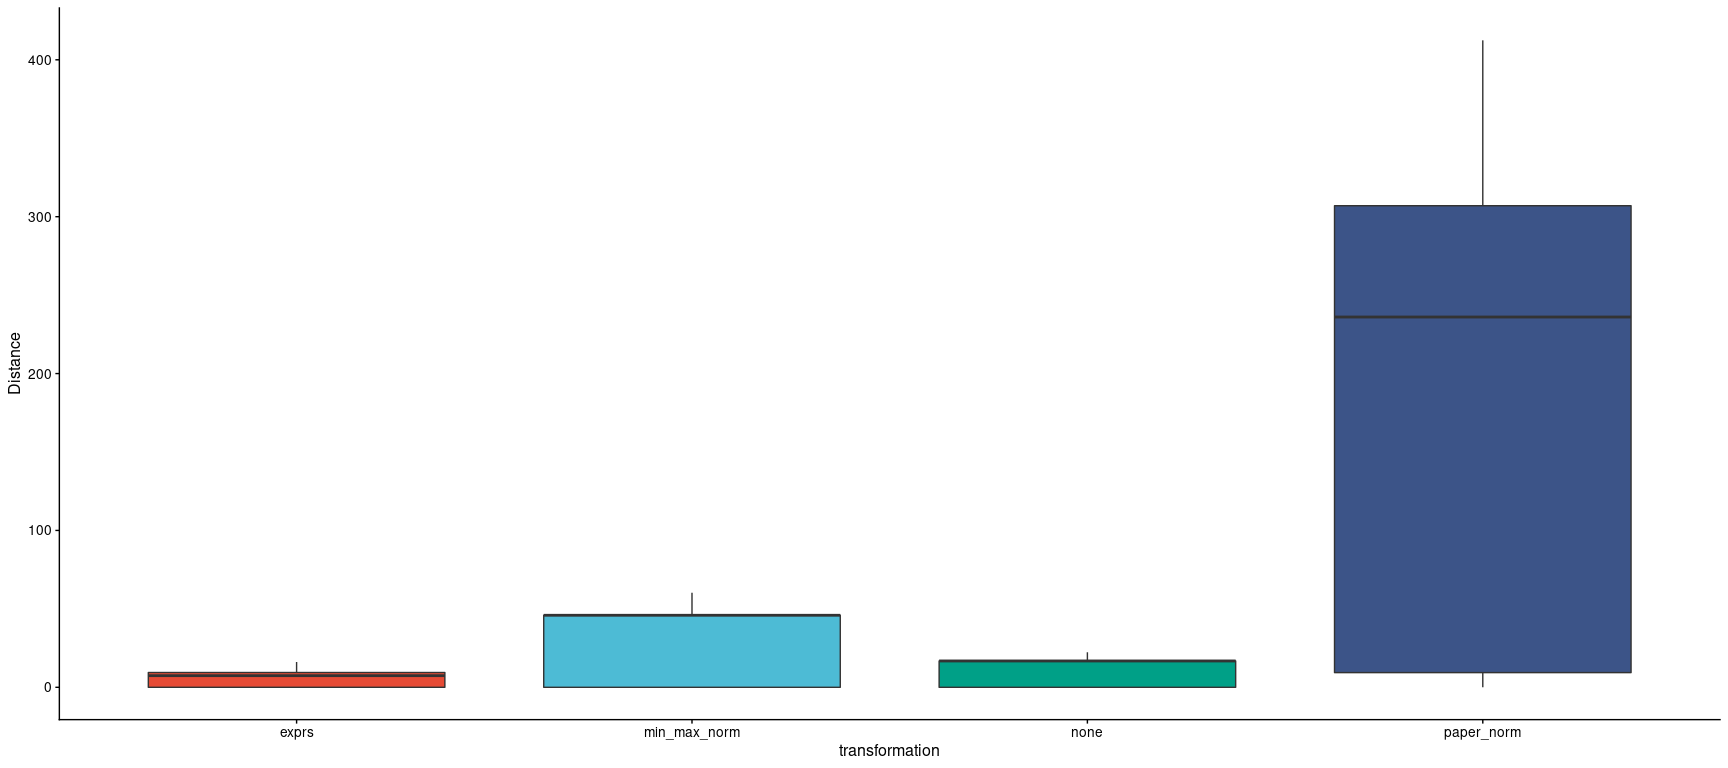 400
300
200
100
0
Distance
exprs
min_max_norm
none
paper_norm
transformation